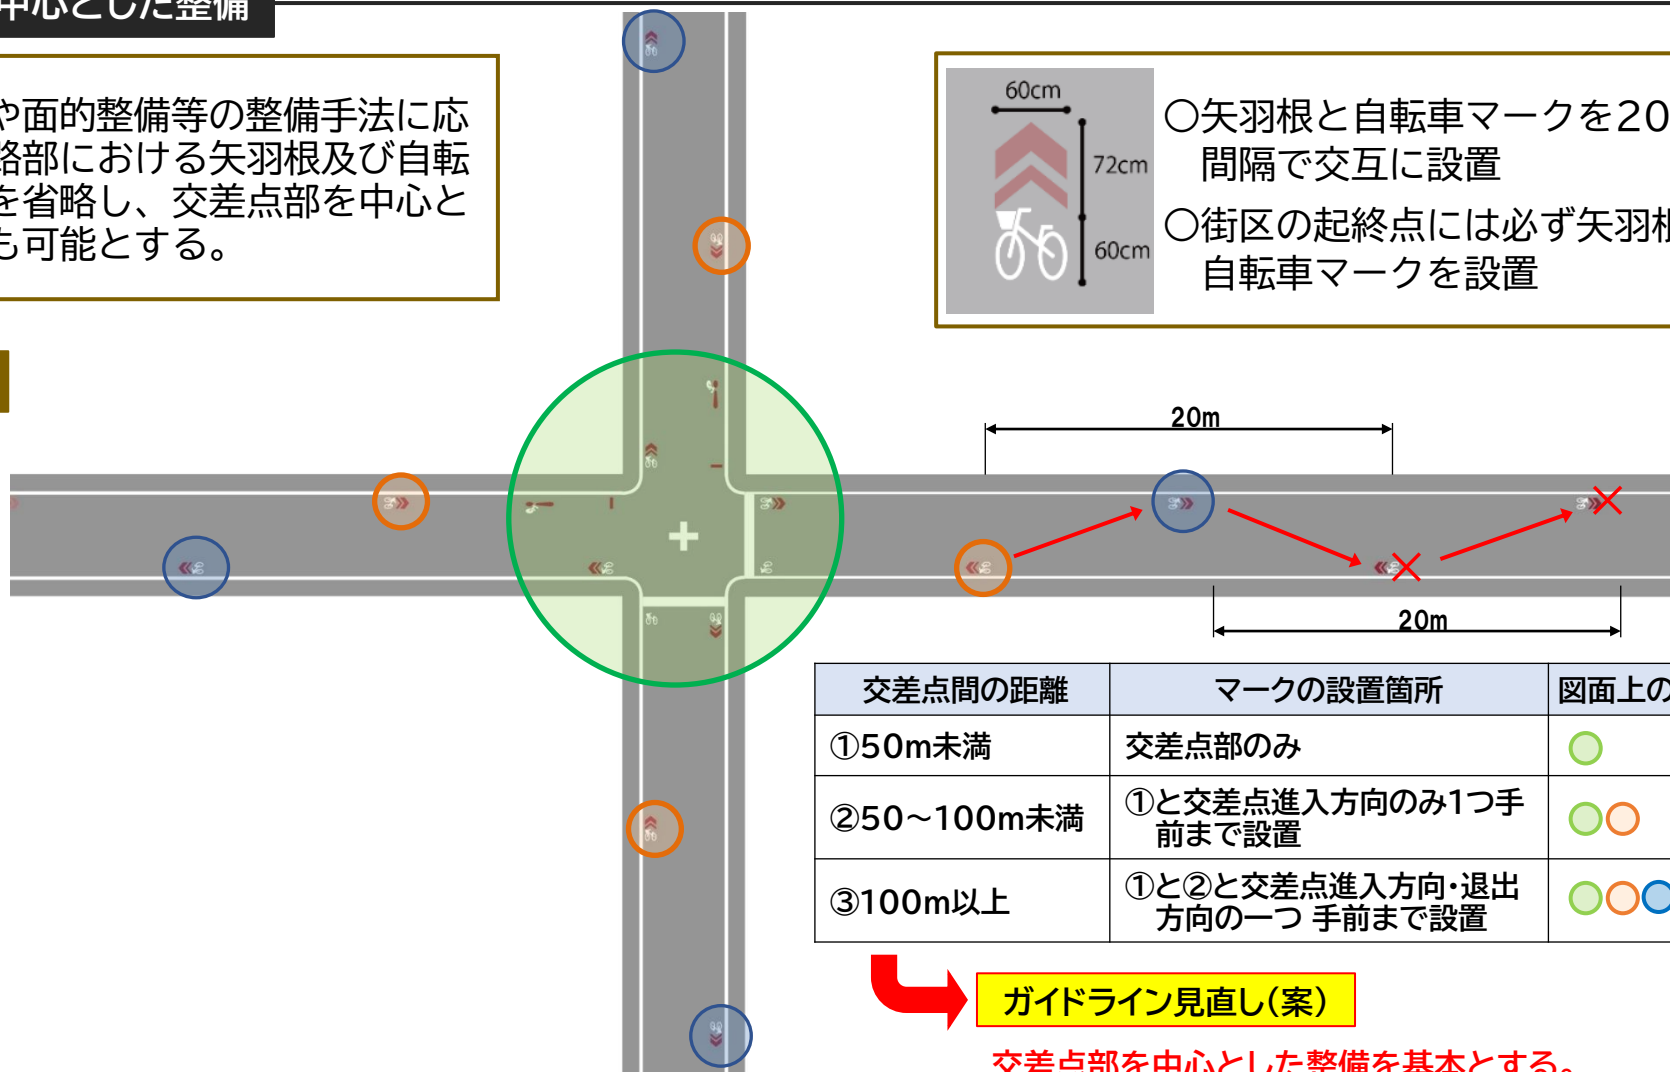 中心とした整備
や面的整備等の整備手法に応
路部における矢羽根及び自転
を省略し、交差点部を中心と
も可能とする。
60cm
72cm
60cm
○矢羽根と自転車マークを20
間隔で交互に設置
○街区の起終点には必ず矢羽根
自転車マークを設置
20m
20m
交差点間の距離 マークの設置箇所 図面上の
①50m未満 交差点部のみ
②50～100m未満 ①と交差点進入方向のみ1つ手
前まで設置
③100m以上 ①と②と交差点進入方向・退出
方向の一つ 手前まで設置
ガイドライン見直し(案)
交差点部を中心とした整備を基本とする。